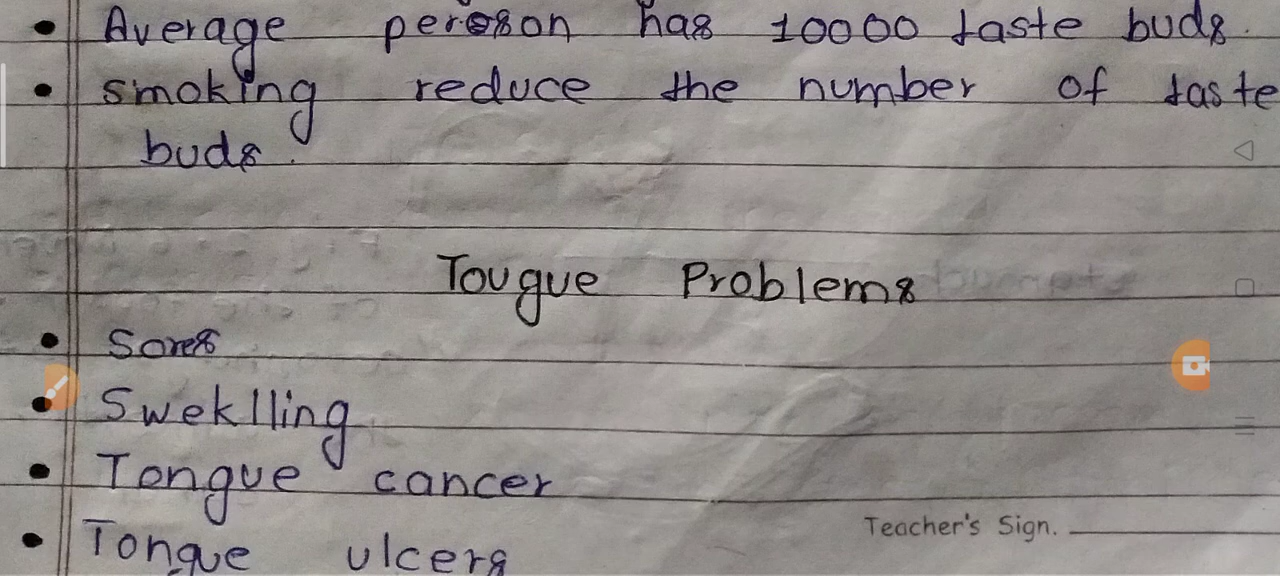 • Average person has 10000 taste buds.
• smoking reduce the number of taste
buds.
Tougue Problems
• Sores
• Sweklling
• Tongue cancer
• Tongue ulcers
Teacher's Sign.